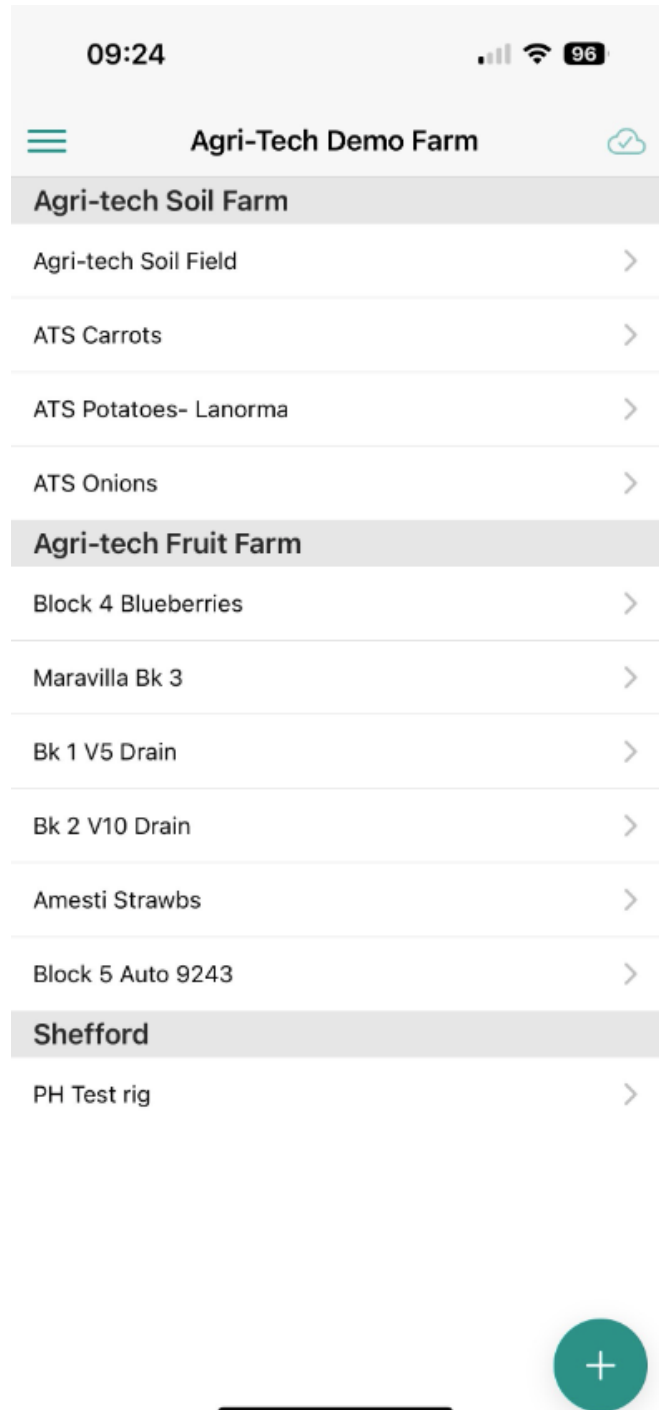 09:24
96
Agri-Tech Demo Farm
Agri-tech Soil Farm
Agri-tech Soil Field
ATS Carrots
ATS Potatoes- Lanorma
ATS Onions
Agri-tech Fruit Farm
Block 4 Blueberries
Maravilla Bk 3
Bk 1 V5 Drain
Bk 2 V10 Drain
Amesti Strawbs
Block 5 Auto 9243
Shefford
PH Test rig
+